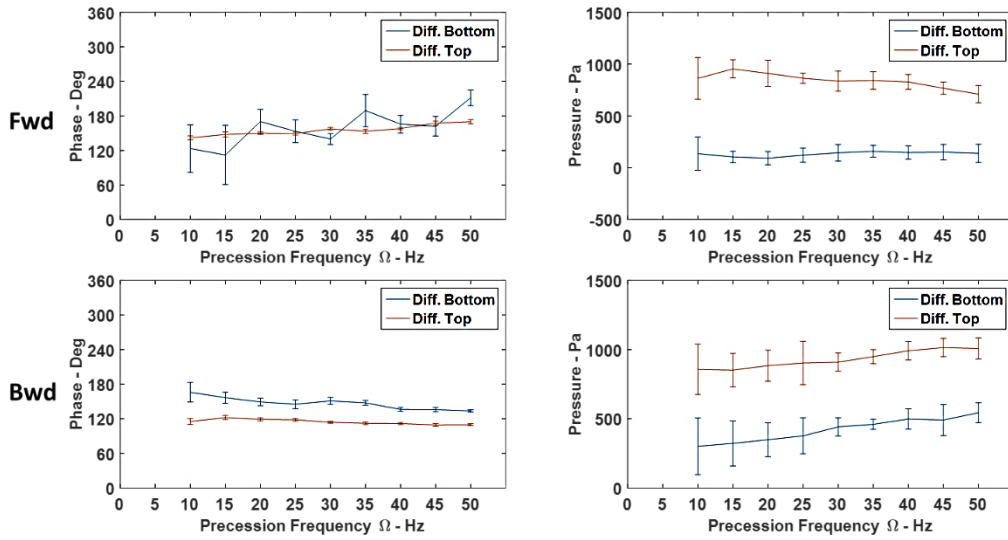 Fwd
360
300
240
180
120
60
0
Phase - Deg
Diff. Bottom
Diff. Top
0 5 10 15 20 25 30 35 40 45 50
Precession Frequency Ω - Hz
1500
1000
500
0
-500
Pressure - Pa
Diff. Bottom
Diff. Top
0 5 10 15 20 25 30 35 40 45 50
Precession Frequency Ω - Hz
Bwd
360
300
240
180
120
60
0
Phase - Deg
Diff. Bottom
Diff. Top
0 5 10 15 20 25 30 35 40 45 50
Precession Frequency Ω - Hz
1500
1000
500
0
Pressure - Pa
Diff. Bottom
Diff. Top
0 5 10 15 20 25 30 35 40 45 50
Precession Frequency Ω - Hz